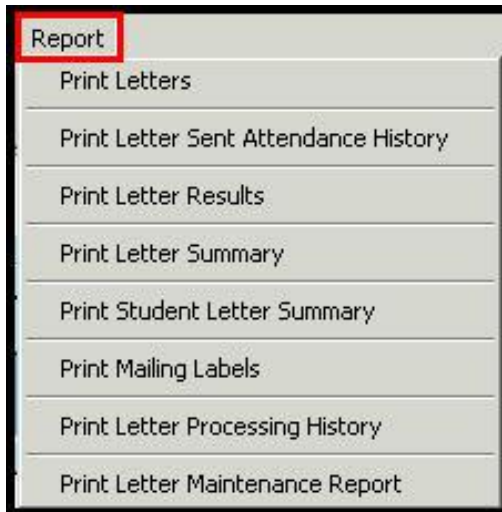 Report
Print Letters
Print Letter Sent Attendance History
Print Letter Results
Print Letter Summary
Print Student Letter Summary
Print Mailing Labels
Print Letter Processing History
Print Letter Maintenance Report